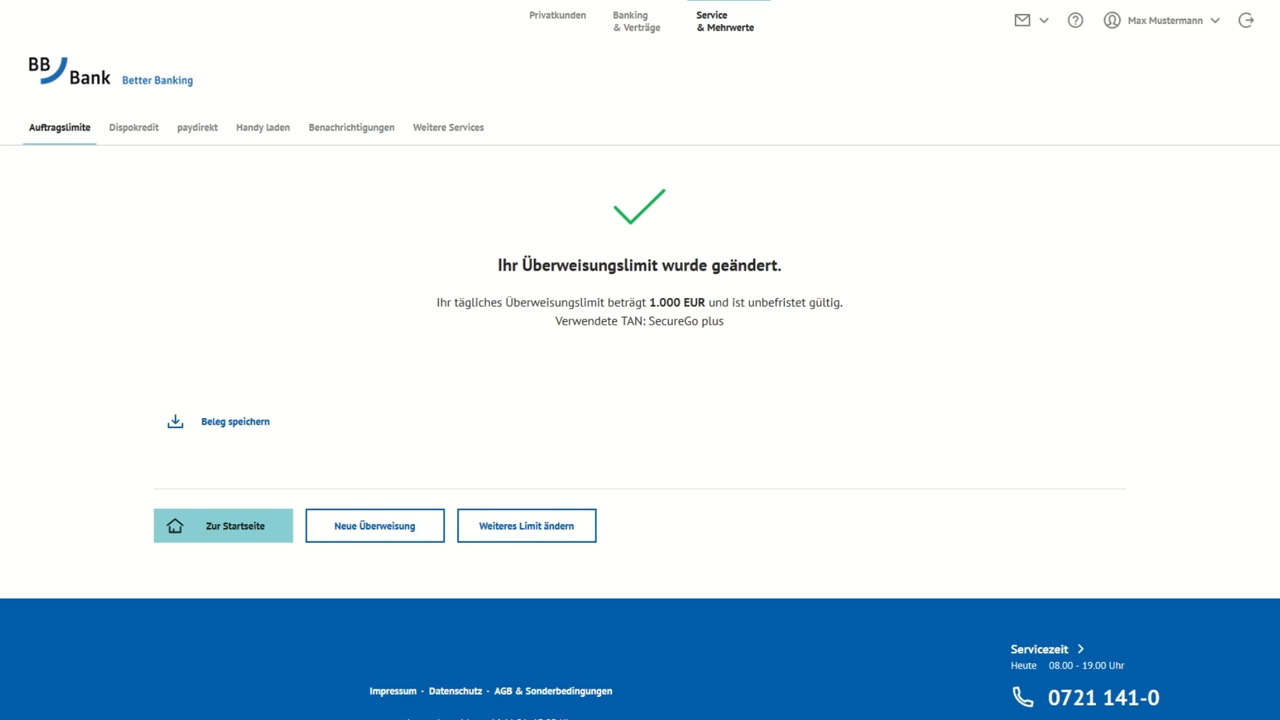 Privatkunden
Banking
& Verträge
Service
& Mehrwerte
Max Mustermann
BB Bank Better Banking
Auftragslimite Dispokredit paydirekt Handy laden Benachrichtigungen Weitere Services
Ihr Überweisungslimit wurde geändert.
Ihr tägliches Überweisungslimit beträgt 1.000 EUR und ist unbefristet gültig.
Verwendete TAN: SecureGo plus
Beleg speichern
Zur Startseite Neue Überweisung Weiteres Limit ändern
Servicezeit
Heute 08.00 - 19.00 Uhr
Impressum · Datenschutz · AGB & Sonderbedingungen
0721 141-0